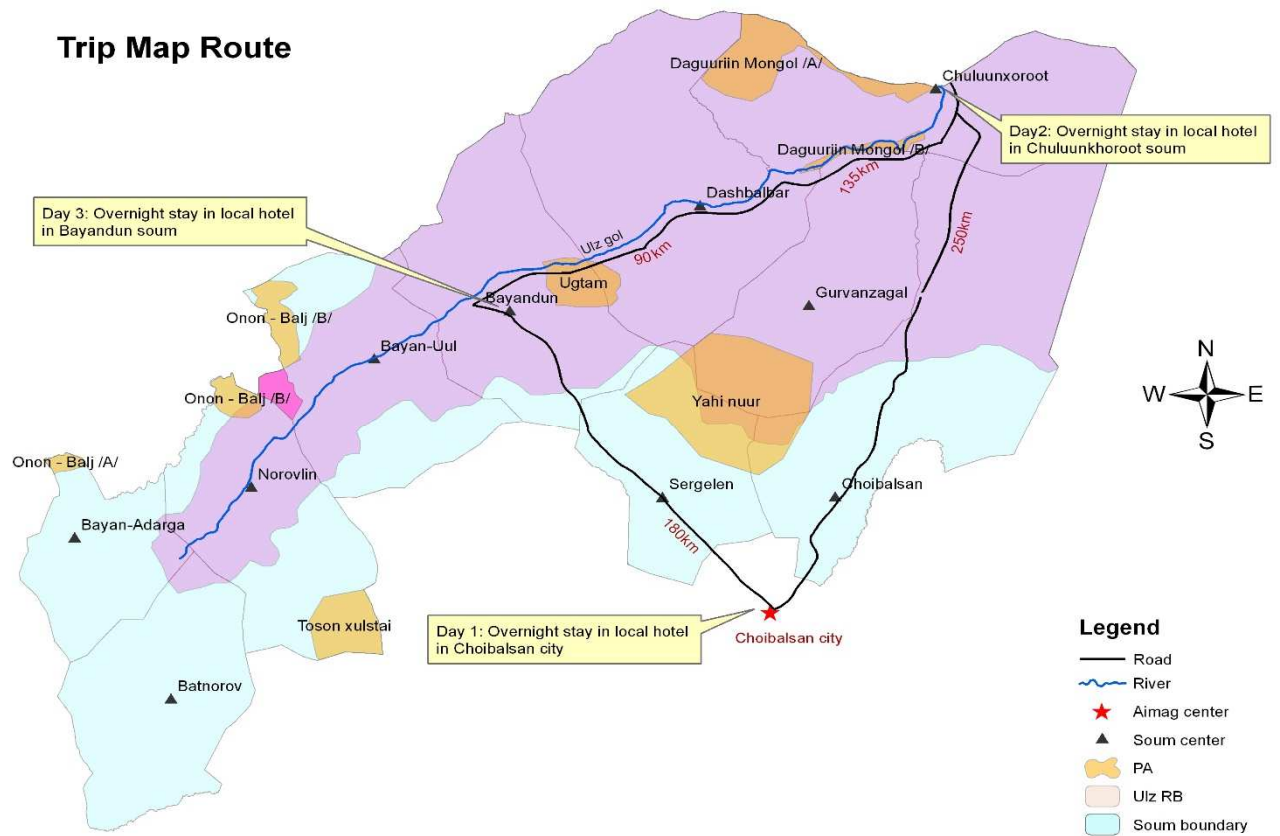 Trip Map Route
Daguuriin Mongol /A/
Chuluunxoroot
Day2: Overnight stay in local hotel
in Chuluunkhoroot soum
Daguuriin Mongol /B/
135km
Dashbalbar
Day 3: Overnight stay in local hotel
in Bayandun soum
Ulz gol
90 km
250km
Ugtam
Bayandun
Gurvanzagal
Onon - Balj /B/
Bayan-Uul
N
W
E
S
Onon - Balj /B/
Yahi nuur
Onon - Balj /A/
Norovlin
Sergelen
Choibalsan
Bayan-Adarga
180km
Toson xulstai
Day 1: Overnight stay in local hotel
in Choibalsan city
Choibalsan city
Batnorov
Legend
Road
River
Aimag center
Soum center
PA
Ulz RB
Soum boundary